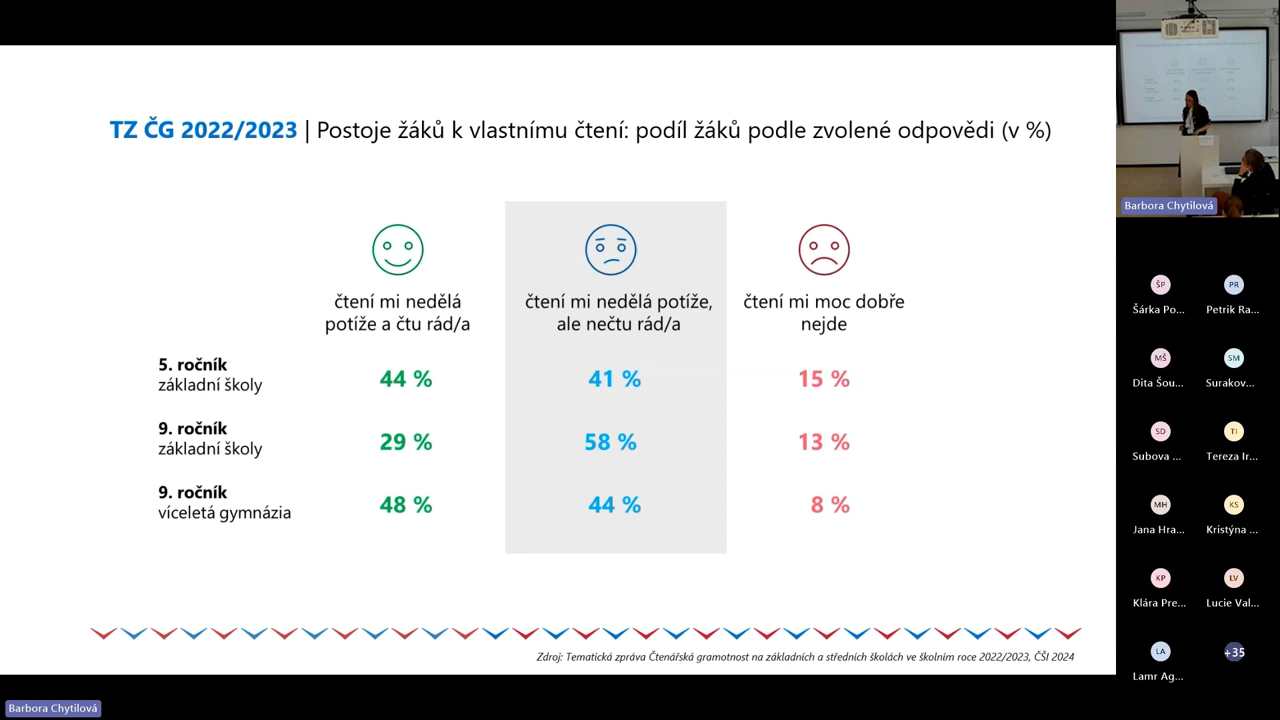 TZ ČG 2022/2023 | Postoje žáků k vlastnímu čtení: podíl žáků podle zvolené odpovědi (v %)
čtení mi nedělá
potíže a čtu rád/a
čtení mi nedělá potíže,
ale nečtu rád/a
čtení mi moc dobře
nejde
5. ročník
základní školy
44 %
41 %
15 %
9. ročník
základní školy
29 %
58 %
13 %
9. ročník
víceletá gymnázia
48 %
44 %
8 %
Zdroj: Tematická zpráva Čtenářská gramotnost na základních a středních školách ve školním roce 2022/2023, ČŠI 2024
Barbora Chytilová
Barbora Chytilová
ŠP
Šárka Po...
PR
Petrik Ra...
MŠ
Dita Šou...
SM
Surakov...
SD
Subova ...
TI
Tereza Ir...
MH
Jana Hra...
KS
Kristýna ...
KP
Klára Pre...
LV
Lucie Val...
LA
Lamr Ag...
+35